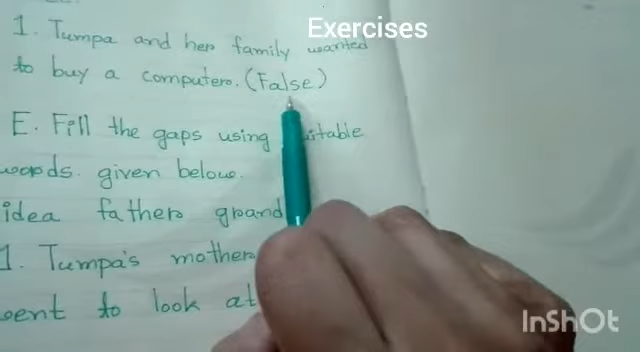 Exercises
1. Tumpa and her family wanted
to buy a computer. (False)
E. Fill the gaps using
words given below.
idea father grand
1. Tumpa's mother
went to look at
InShOt